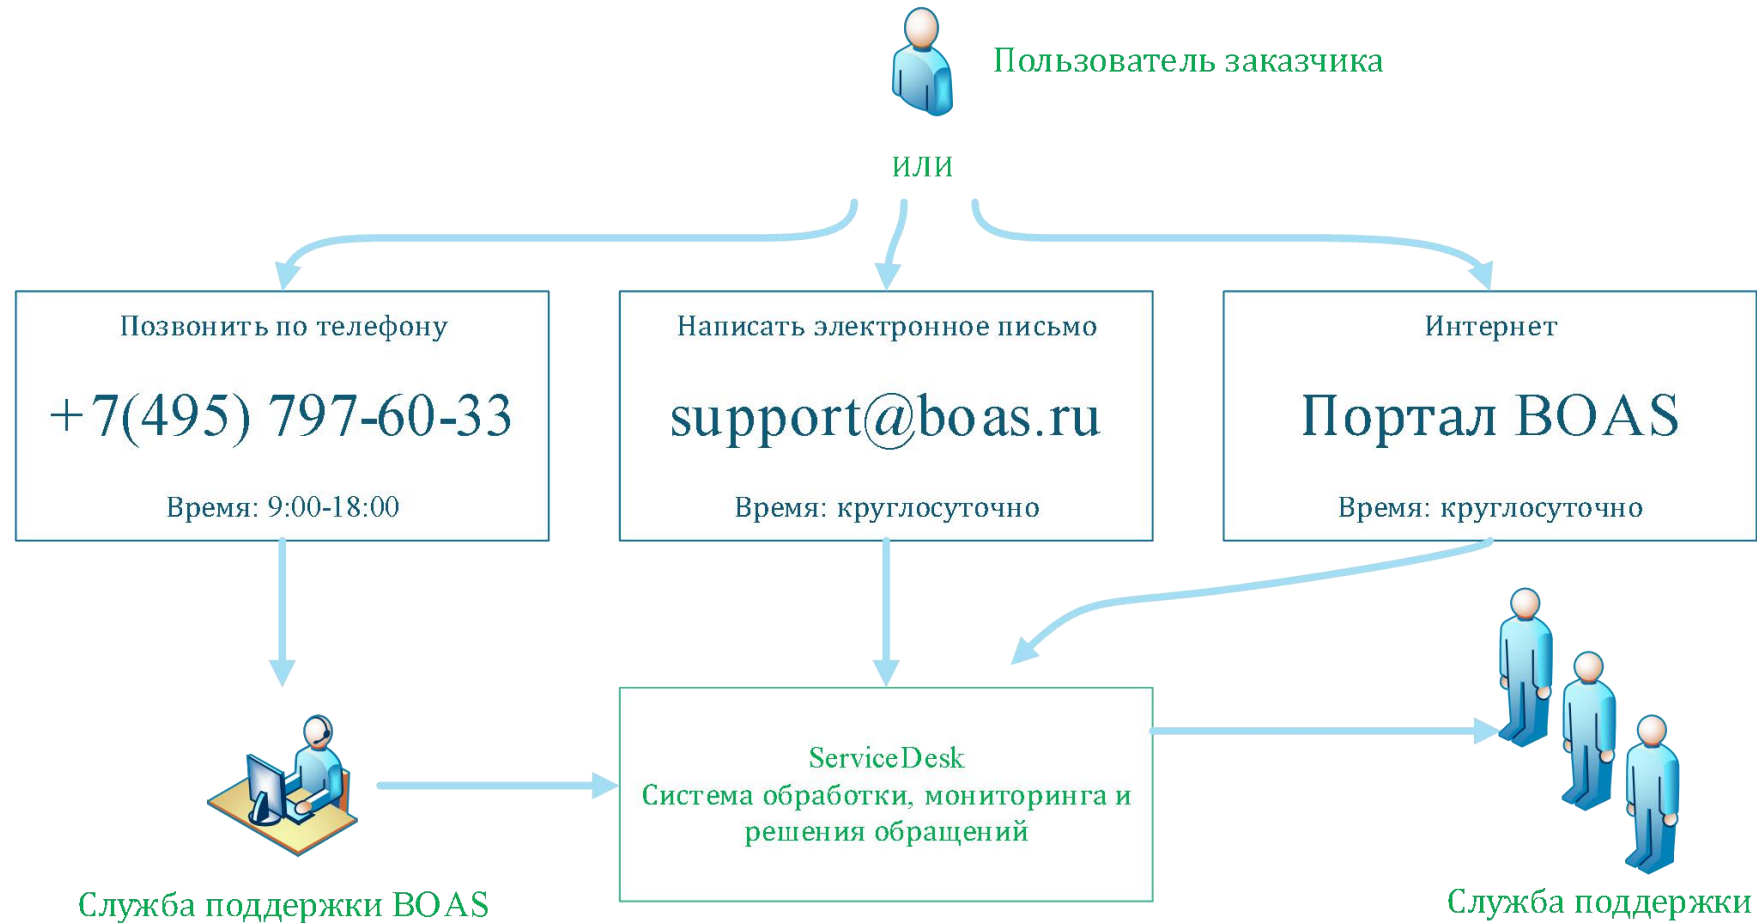 Пользователь заказчика
или
Позвонить по телефону
+7(495) 797-60-33
Время: 9:00-18:00
Написать электронное письмо
support@boas.ru
Время: круглосуточно
Интернет
Портал BOAS
Время: круглосуточно
ServiceDesk
Система обработки, мониторинга и
решения обращений
Служба поддержки BOAS
Служба поддержки